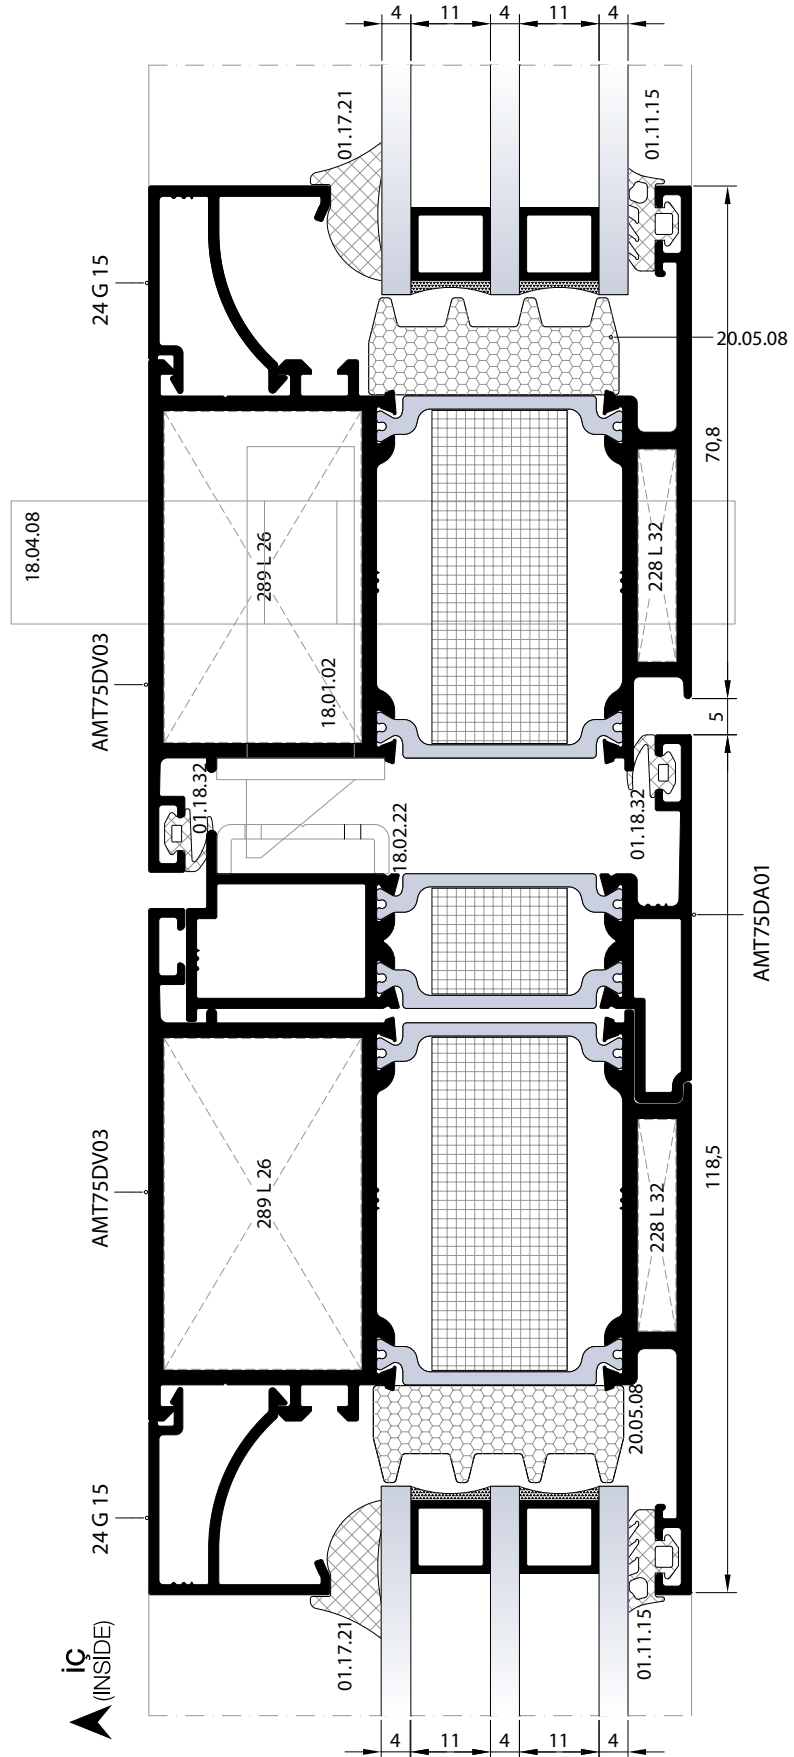 4 11 4 11 4
01.17.21
01.11.15
24 G 15
20.05.08
70,8
18.04.08
289 L 26
228 L 32
AMT75DV03
18.01.02
5
01.18.32
01.18.32
18.02.22
AMT75DA01
AMT75DV03
289 L 26
228 L 32
118,5
20.05.08
24 G 15
01.17.21
01.11.15
İÇ
(INSIDE)
4 11 4 11 4